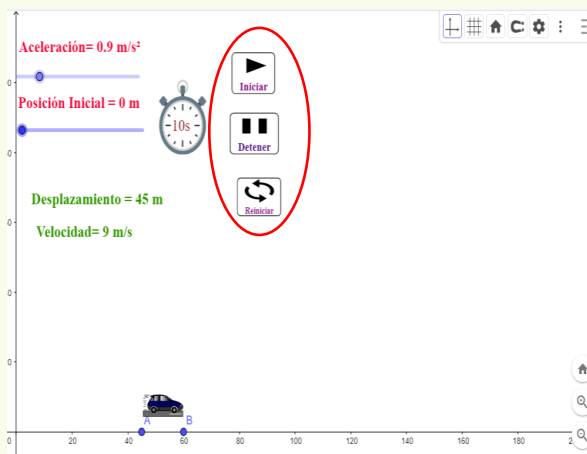 Aceleración= 0.9 m/s²
Iniciar
Posición Inicial = 0 m
10s
Detener
Desplazamiento = 45 m
Reiniciar
Velocidad= 9 m/s
A
B
0
20
40
60
80
100
120
140
160
180